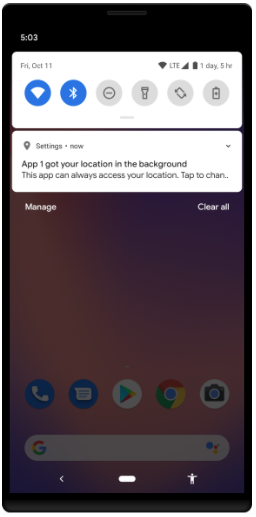 5:03
Fri, Oct 11 LTE 1 day, 5 hr
Settings • now
App 1 got your location in the background
This app can always access your location. Tap to chan..
Manage Clear all
G